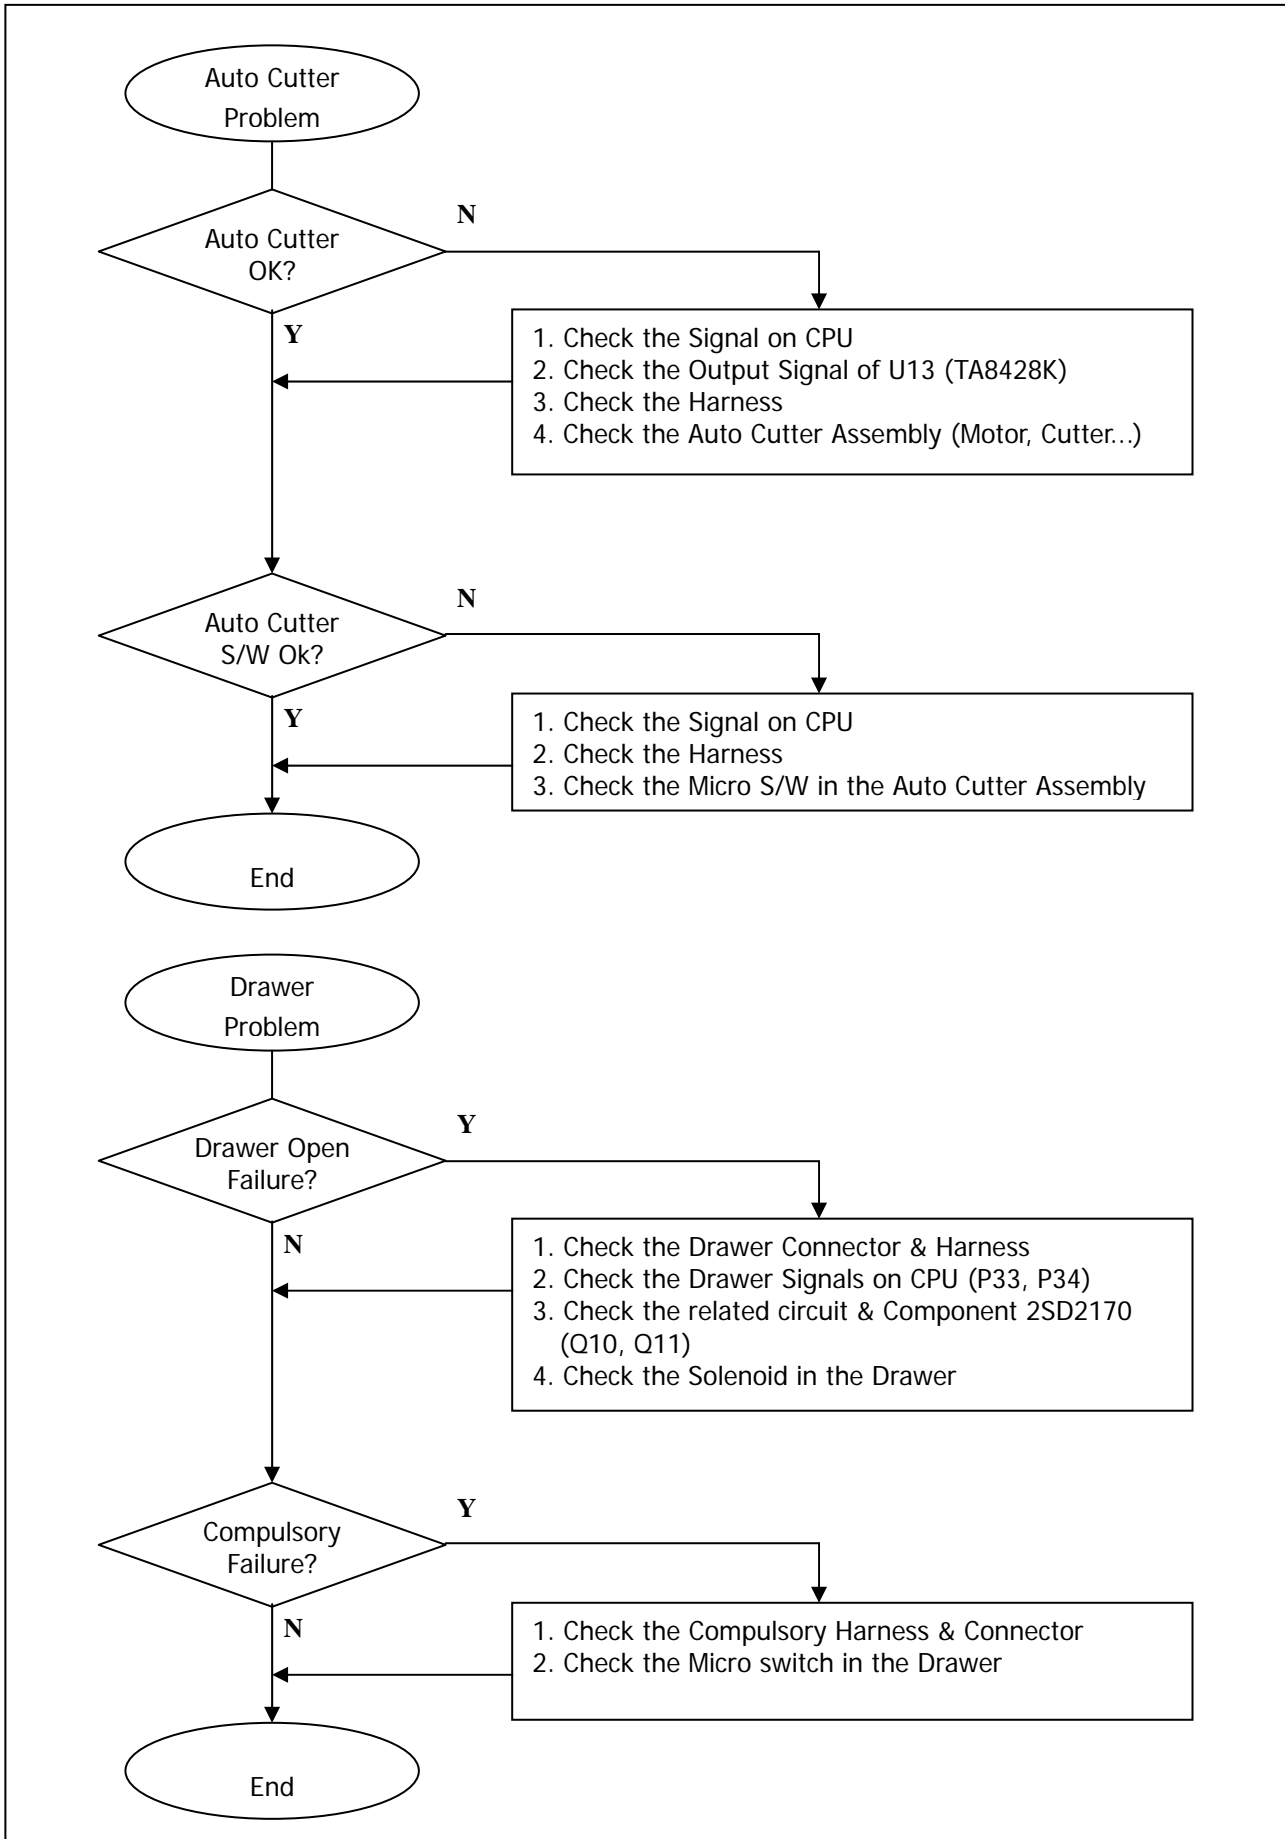 Auto Cutter
Problem
N
Auto Cutter
OK?
Y
1. Check the Signal on CPU
2. Check the Output Signal of U13 (TA8428K)
3. Check the Harness
4. Check the Auto Cutter Assembly (Motor, Cutter…)
N
Auto Cutter
S/W Ok?
Y
1. Check the Signal on CPU
2. Check the Harness
3. Check the Micro S/W in the Auto Cutter Assembly
End
Drawer
Problem
Y
Drawer Open
Failure?
N
1. Check the Drawer Connector & Harness
2. Check the Drawer Signals on CPU (P33, P34)
3. Check the related circuit & Component 2SD2170
(Q10, Q11)
4. Check the Solenoid in the Drawer
Y
Compulsory
Failure?
N
1. Check the Compulsory Harness & Connector
2. Check the Micro switch in the Drawer
End